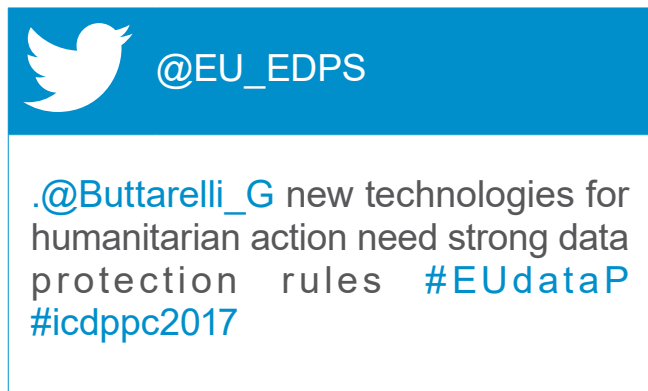 @EU_EDPS
.@Buttarelli_G new technologies for
humanitarian action need strong data
protection rules #EUdataP
#icdppc2017